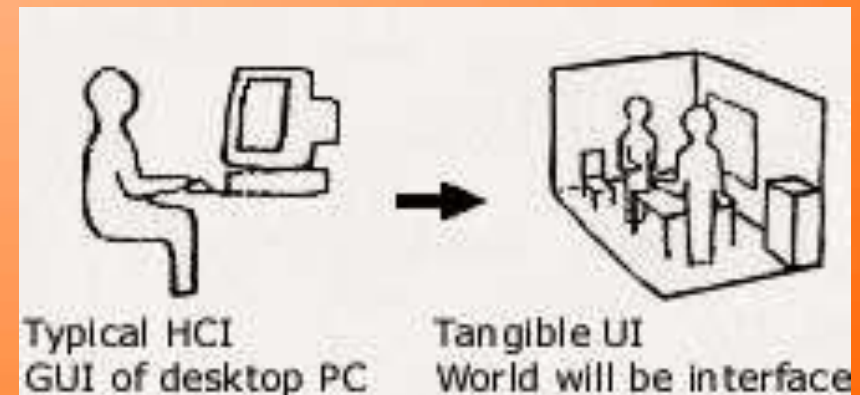 Typical HCI
GUI of desktop PC
Tangible UI
World will be interface